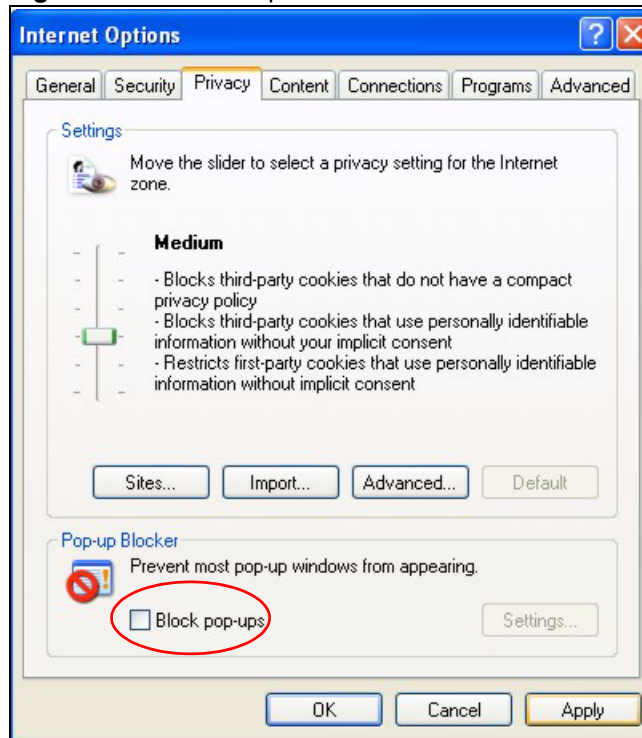 Internet Options
General Security Privacy Content Connections Programs Advanced
Settings
Move the slider to select a privacy setting for the Internet
zone.
Medium
- Blocks third-party cookies that do not have a compact
privacy policy
- Blocks third-party cookies that use personally identifiable
information without your implicit consent
- Restricts first-party cookies that use personally identifiable
information without implicit consent
Sites... Import... Advanced... Default
Pop-up Blocker
Prevent most pop-up windows from appearing.
Block pop-ups Settings...
OK Cancel Apply